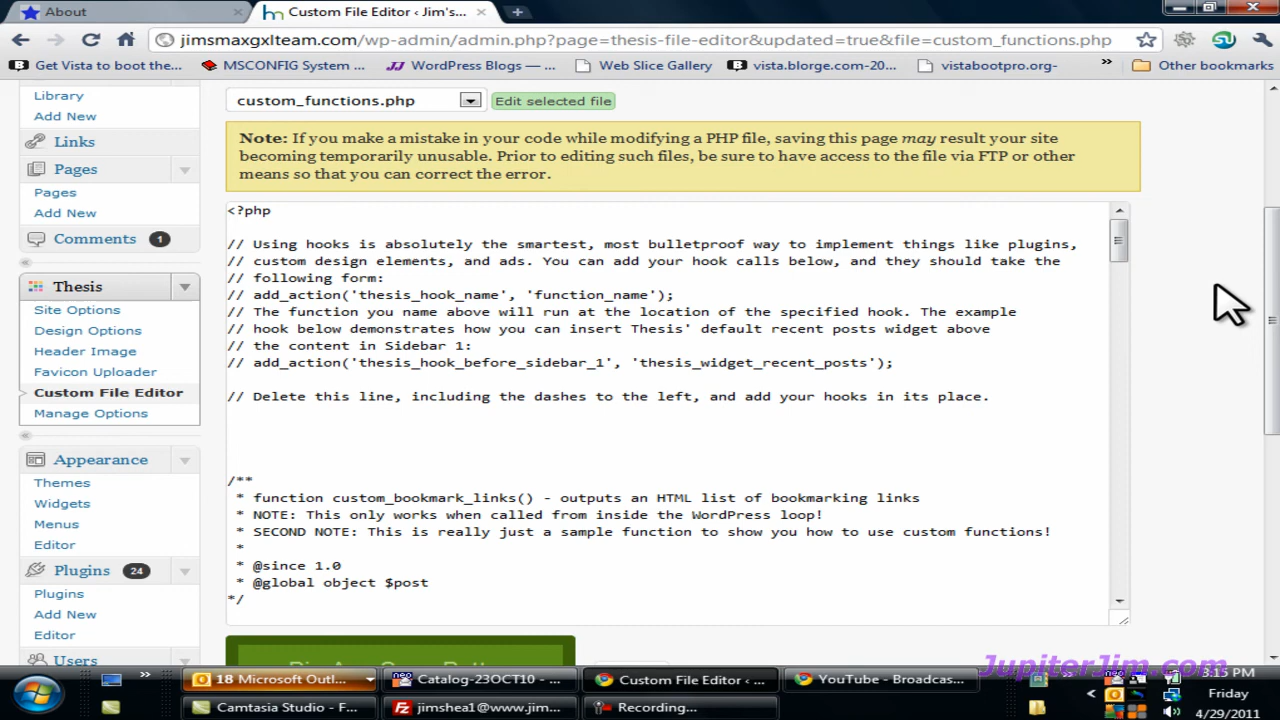 About
Custom File Editor ‹ Jim's...
jimsmaxgxlteam.com/wp-admin/admin.php?page=thesis-file-editor&updated=true&file=custom_functions.php
Get Vista to boot the...
MSCONFIG System ...
WordPress Blogs — ...
Web Slice Gallery
vista.blorge.com-20...
vistabootpro.org-
»
Other bookmarks
Library
Add New
Links
Pages
Pages
Add New
Comments 1
Thesis
Site Options
Design Options
Header Image
Favicon Uploader
Custom File Editor
Manage Options
Appearance
Themes
Widgets
Menus
Editor
Plugins 24
Plugins
Add New
Editor
Users
custom_functions.php
Edit selected file
Note: If you make a mistake in your code while modifying a PHP file, saving this page may result your site
becoming temporarily unusable. Prior to editing such files, be sure to have access to the file via FTP or other
means so that you can correct the error.
<?php
// Using hooks is absolutely the smartest, most bulletproof way to implement things like plugins,
// custom design elements, and ads. You can add your hook calls below, and they should take the
// following form:
// add_action('thesis_hook_name', 'function_name');
// The function you name above will run at the location of the specified hook. The example
// hook below demonstrates how you can insert Thesis' default recent posts widget above
// the content in Sidebar 1:
// add_action('thesis_hook_before_sidebar_1', 'thesis_widget_recent_posts');
// Delete this line, including the dashes to the left, and add your hooks in its place.
/**
* function custom_bookmark_links() - outputs an HTML list of bookmarking links
* NOTE: This only works when called from inside the WordPress loop!
* SECOND NOTE: This is really just a sample function to show you how to use custom functions!
*
* @since 1.0
* @global object $post
*/
JupiterJim.com
18 Microsoft Outl...
Catalog-23OCT10 - ...
Custom File Editor ‹ ...
YouTube - Broadcas...
Camtasia Studio - F...
jimshea1@www.jim...
Recording...
8:15 PM
Friday
4/29/2011